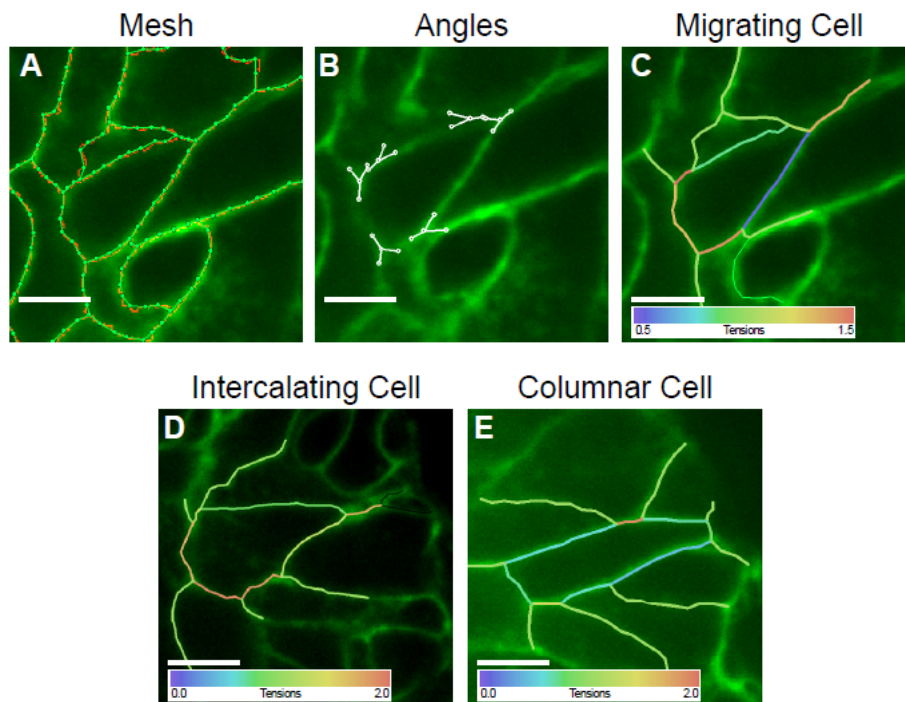 Mesh Angles Migrating Cell
A B C
0.5 Tensions 1.5
Intercalating Cell Columnar Cell
D E
0.0 Tensions 2.0 0.0 Tensions 2.0